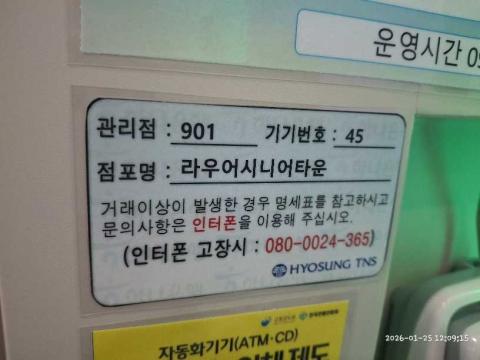 운영시간 0
관리점 : 901 기기번호 : 45
점포명 : 라우어시니어타운
거래이상이 발생한 경우 명세표를 참고하시고
문의사항은 인터폰을 이용해 주십시오.
(인터폰 고장시 : 080-0024-365)
HYOSUNG TNS
자동화기기(ATM·CD)
2026-01-25 12:09:15